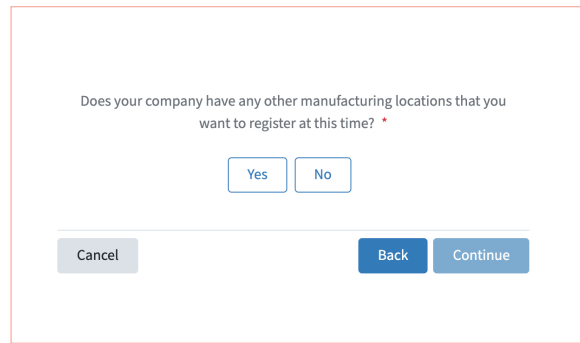 Does your company have any other manufacturing locations that you
want to register at this time? *
Yes No
Cancel Back Continue